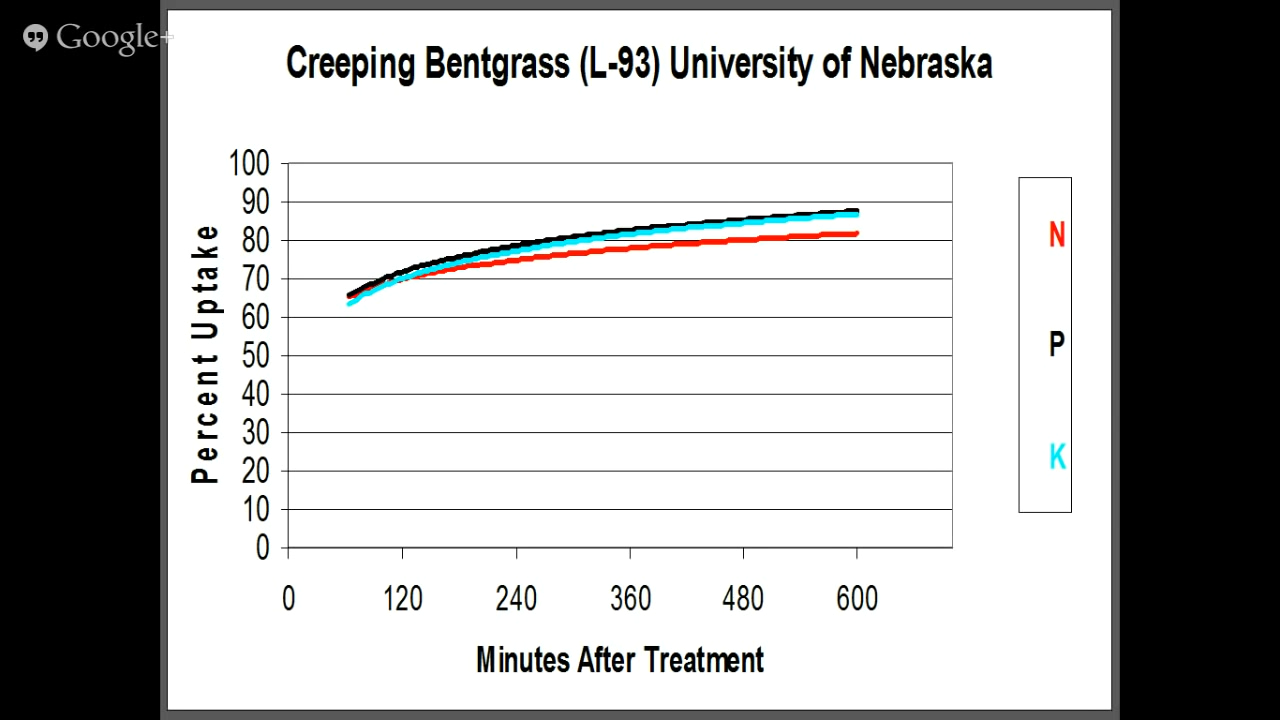 Google+
Creeping Bentgrass (L-93) University of Nebraska
Percent Uptake
100
90
80
70
60
50
40
30
20
10
0
0 120 240 360 480 600
Minutes After Treatment
N
P
K